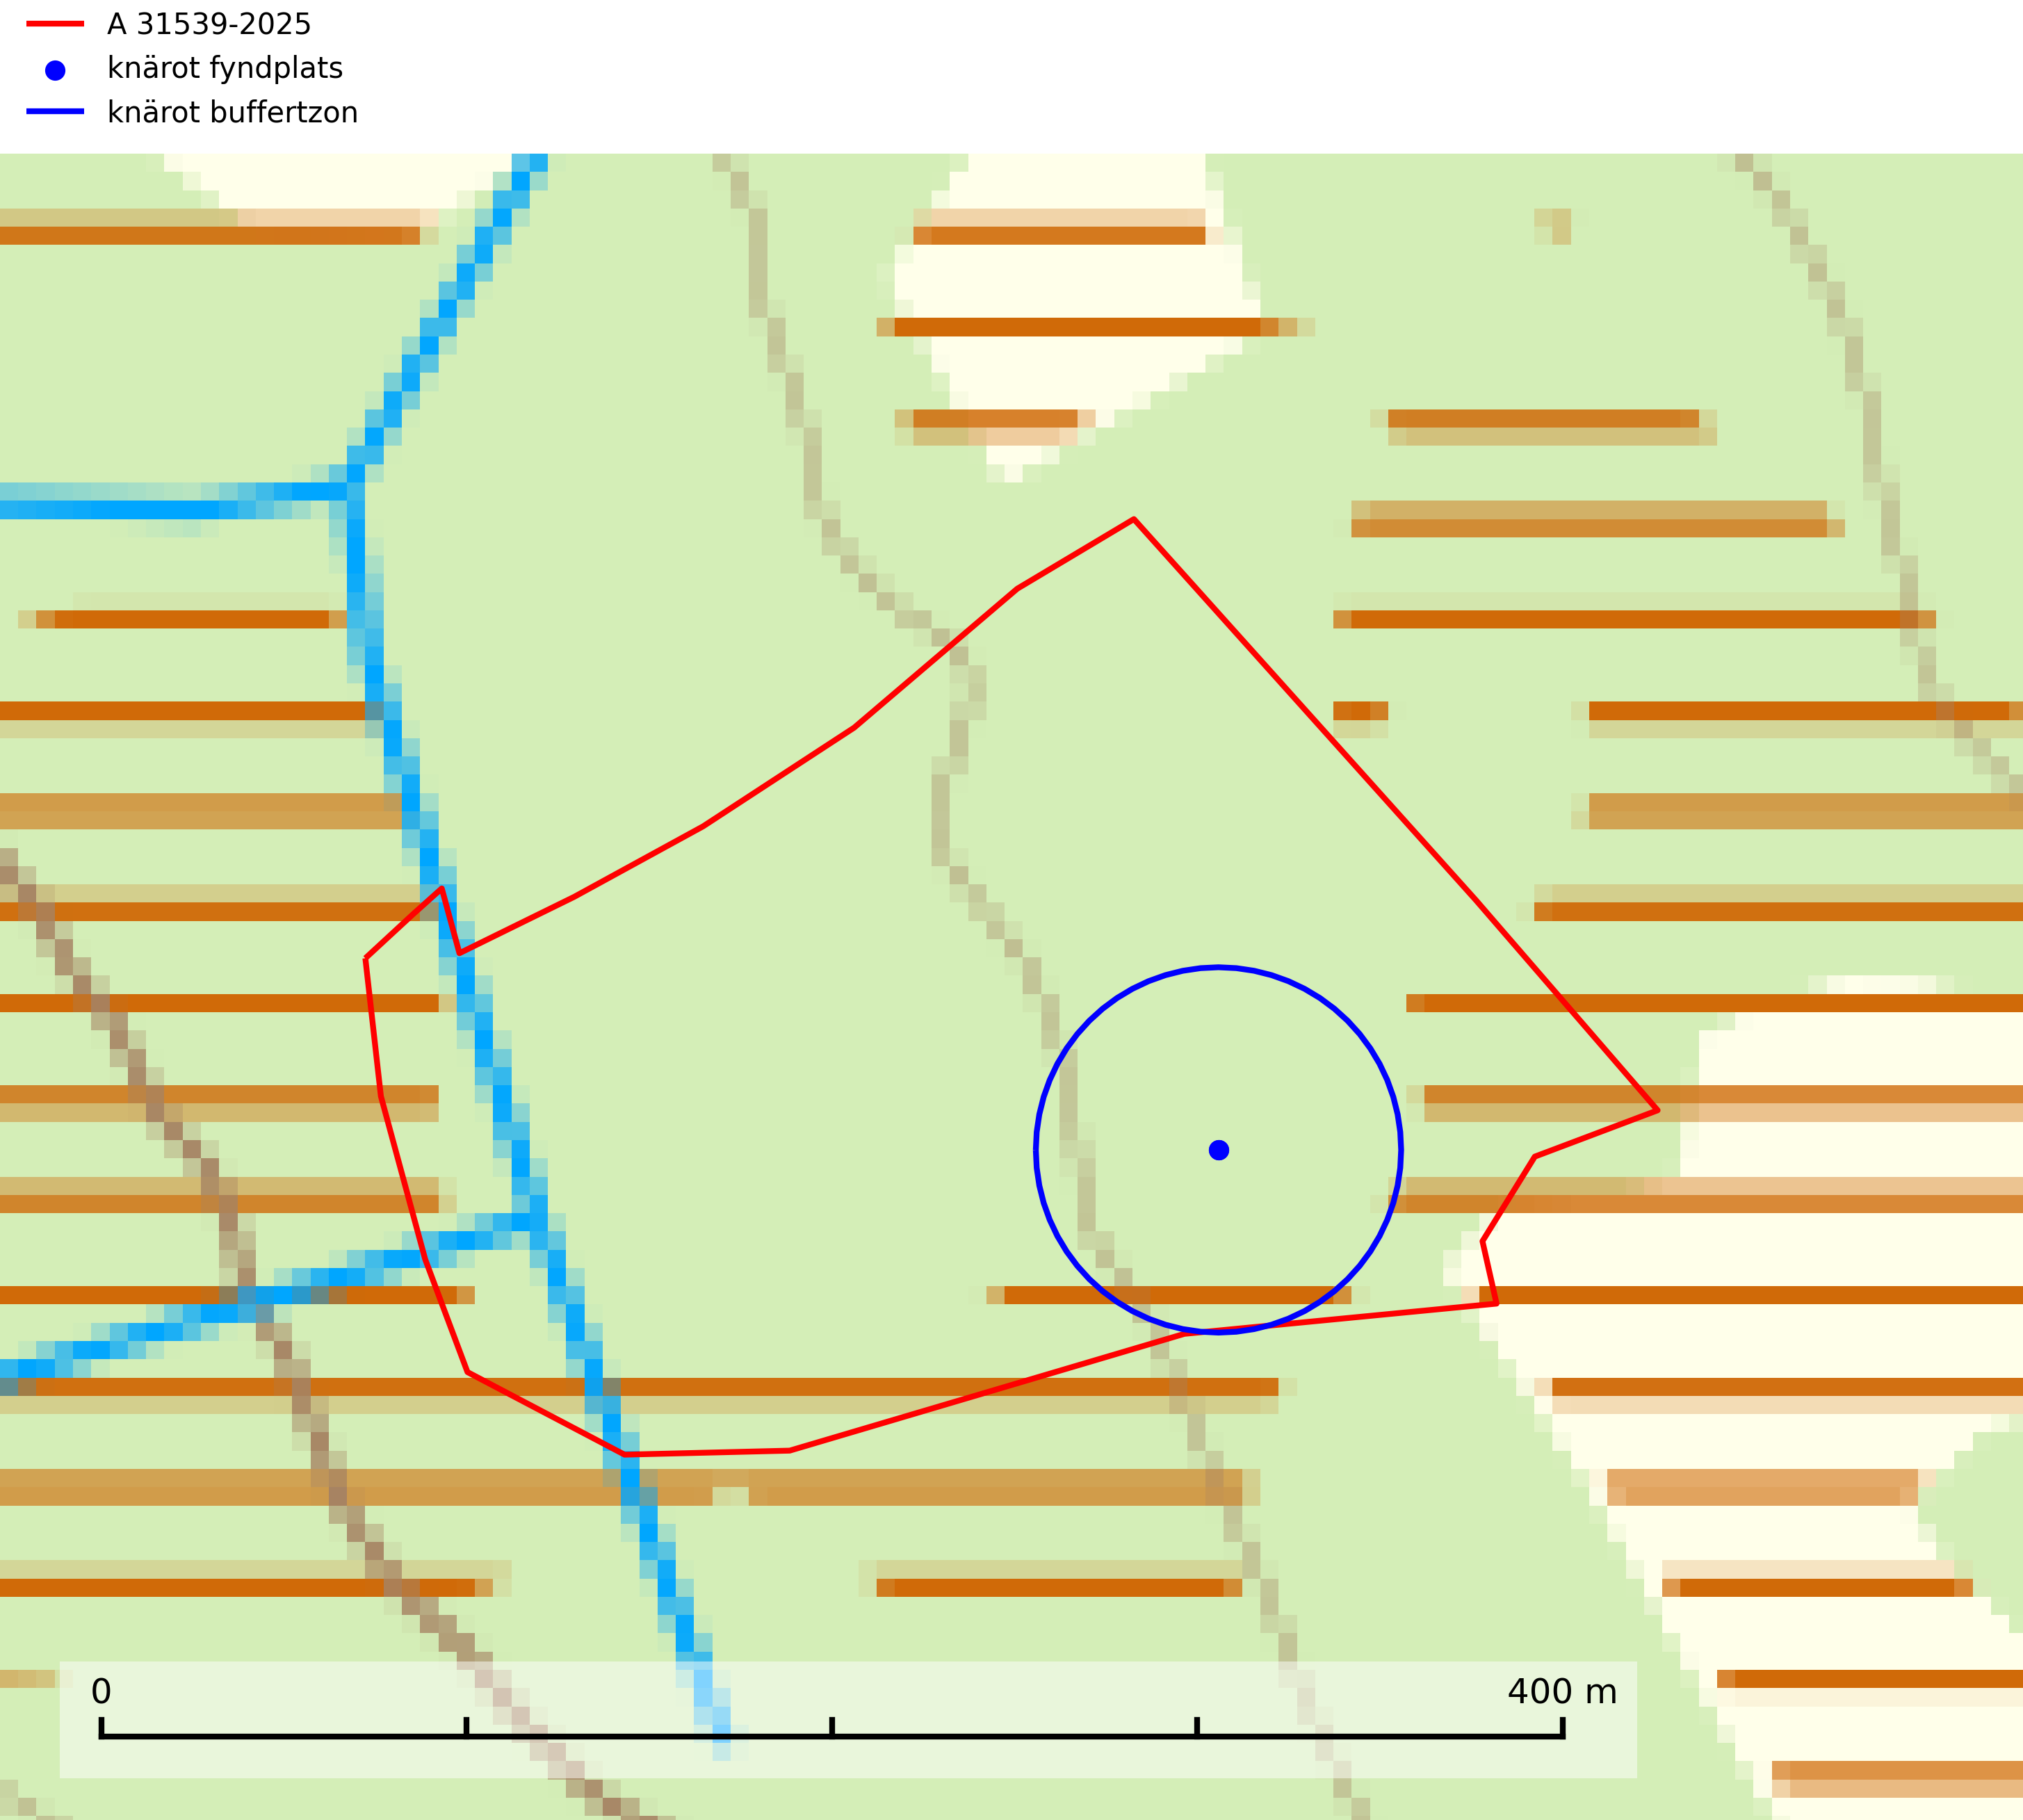 A 31539-2025
knärot fyndplats
knärot buffertzon
0
400 m